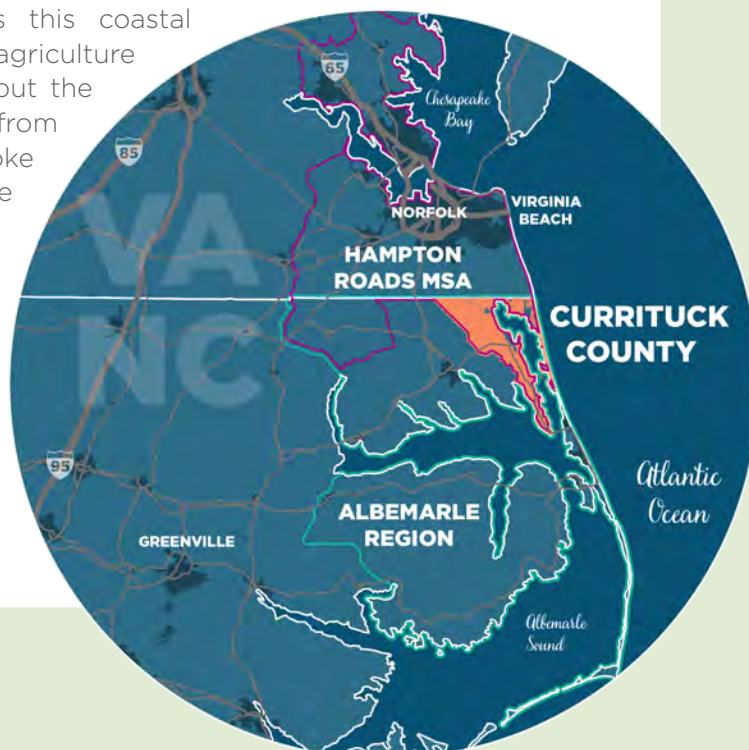 s this coastal
agriculture
out the
from
oke
e
65
Chesapeake
Bay
85
VA
NORFOLK
VIRGINIA
BEACH
HAMPTON
ROADS MSA
CURRITUCK
COUNTY
NC
95
Atlantic
Ocean
ALBEMARLE
REGION
GREENVILLE
Albemarle
Sound